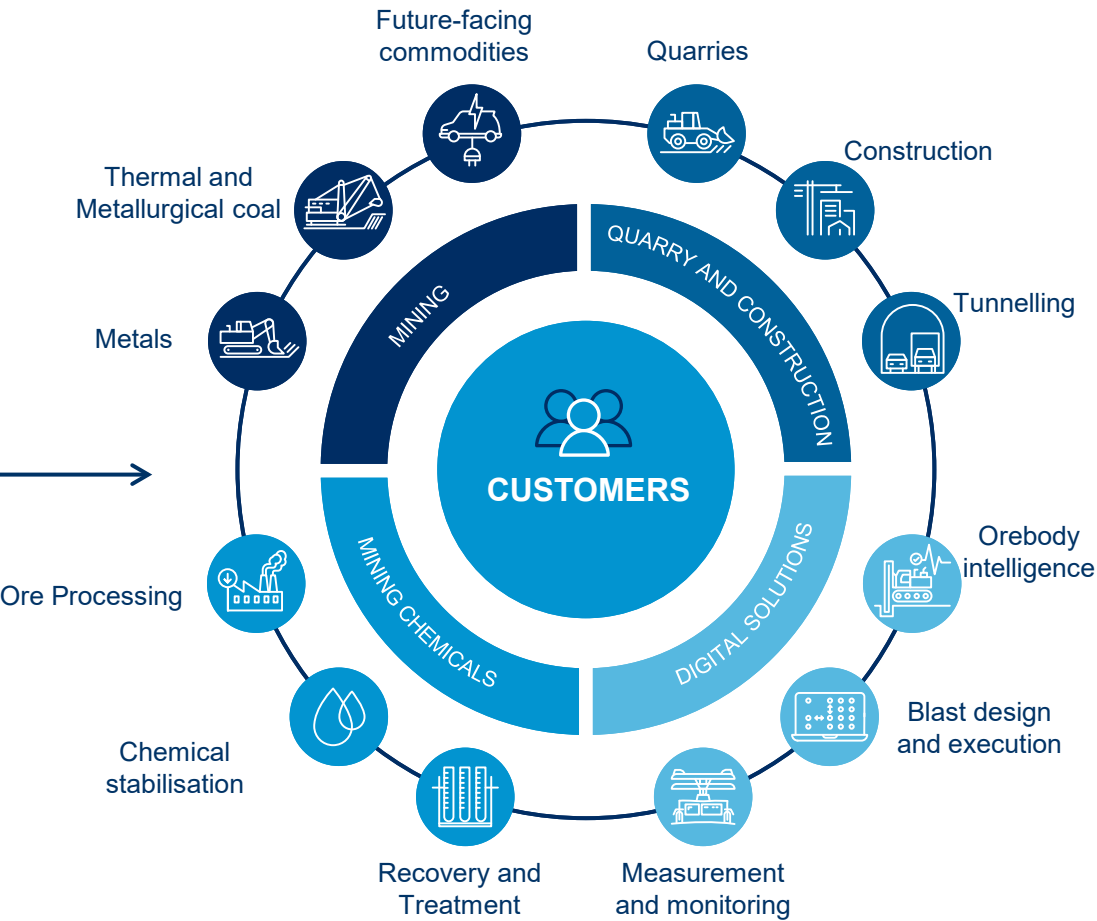 Future-facing
commodities
Quarries
Construction
Thermal and
Metallurgical coal
Tunnelling
Metals
MINING
QUARRY AND CONSTRUCTION
CUSTOMERS
MINING CHEMICALS
DIGITAL SOLUTIONS
Orebody
intelligence
Ore Processing
Blast design
and execution
Chemical
stabilisation
Recovery and
Treatment
Measurement
and monitoring